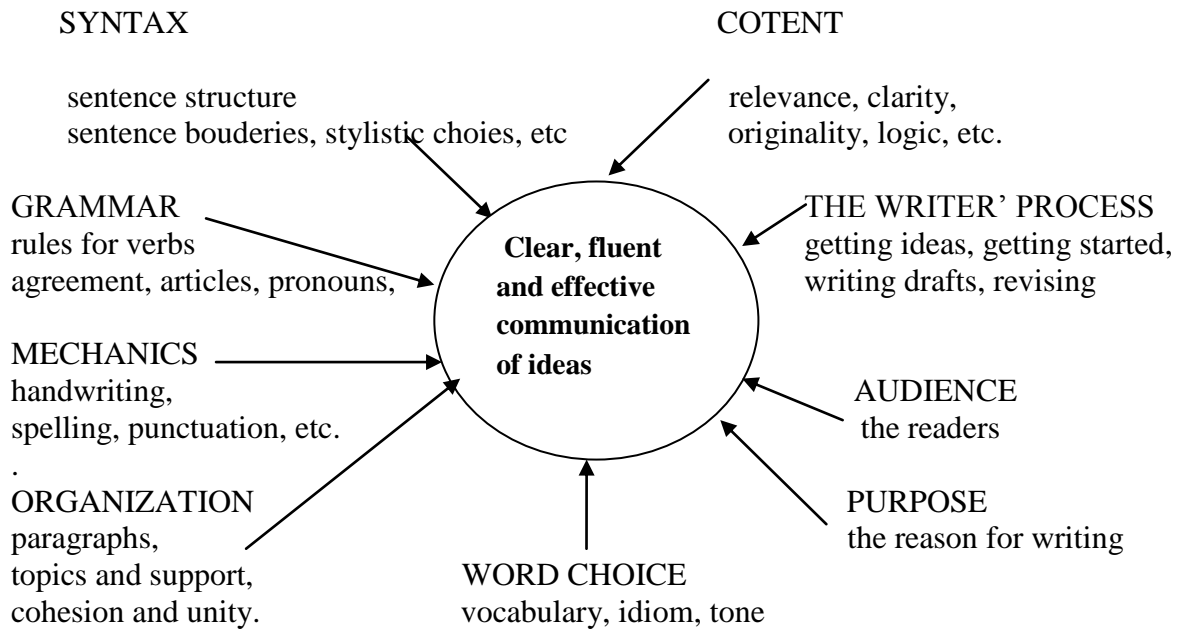 SYNTAX
sentence structure
sentence bouderies, stylistic choies, etc
COTENT
relevance, clarity,
originality, logic, etc.
GRAMMAR
rules for verbs
agreement, articles, pronouns,
THE WRITER’ PROCESS
getting ideas, getting started,
writing drafts, revising
Clear, fluent
and effective
communication
of ideas
MECHANICS
handwriting,
spelling, punctuation, etc.
.
AUDIENCE
the readers
ORGANIZATION
paragraphs,
topics and support,
cohesion and unity.
PURPOSE
the reason for writing
WORD CHOICE
vocabulary, idiom, tone